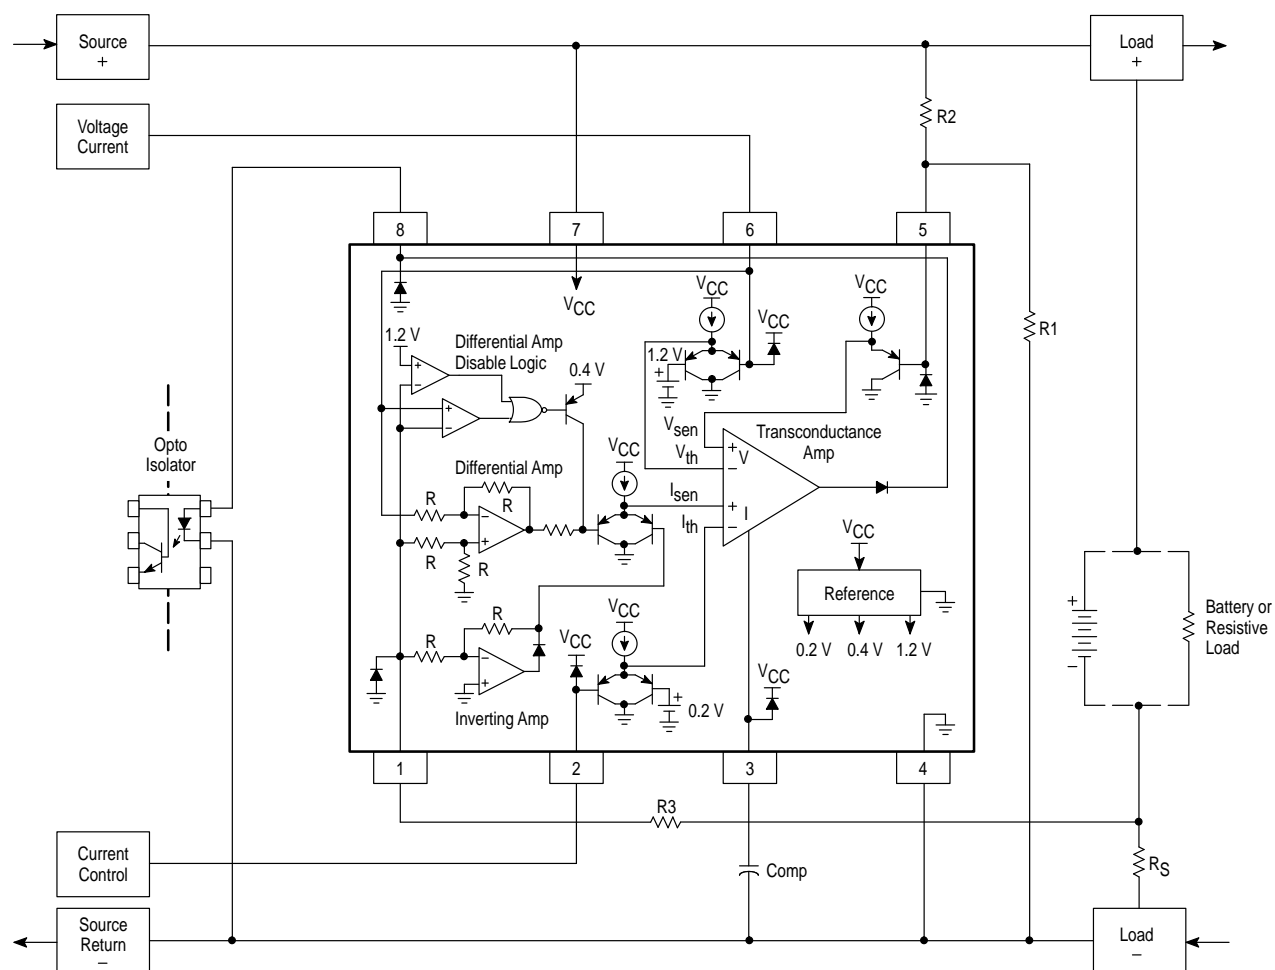 Source
+
Load
+
Voltage
Current
R2
8
7
6
5
VCC
VCC
VCC
VCC
R1
1.2 V
Differential Amp
Disable Logic
0.4 V
1.2 V
+
+
−
+
−
Opto
Isolator
Vsen
Vth
Transconductance
Amp
+
V
−
Differential Amp
VCC
Isen
Ith
+
I
−
R
R
−
+
R
R
VCC
Reference
0.2 V
0.4 V
1.2 V
+
−
Battery or
Resistive
Load
R
R
−
+
Inverting Amp
VCC
VCC
+
0.2 V
VCC
1
2
3
4
R3
Current
Control
Comp
RS
Source
Return
−
Load
−